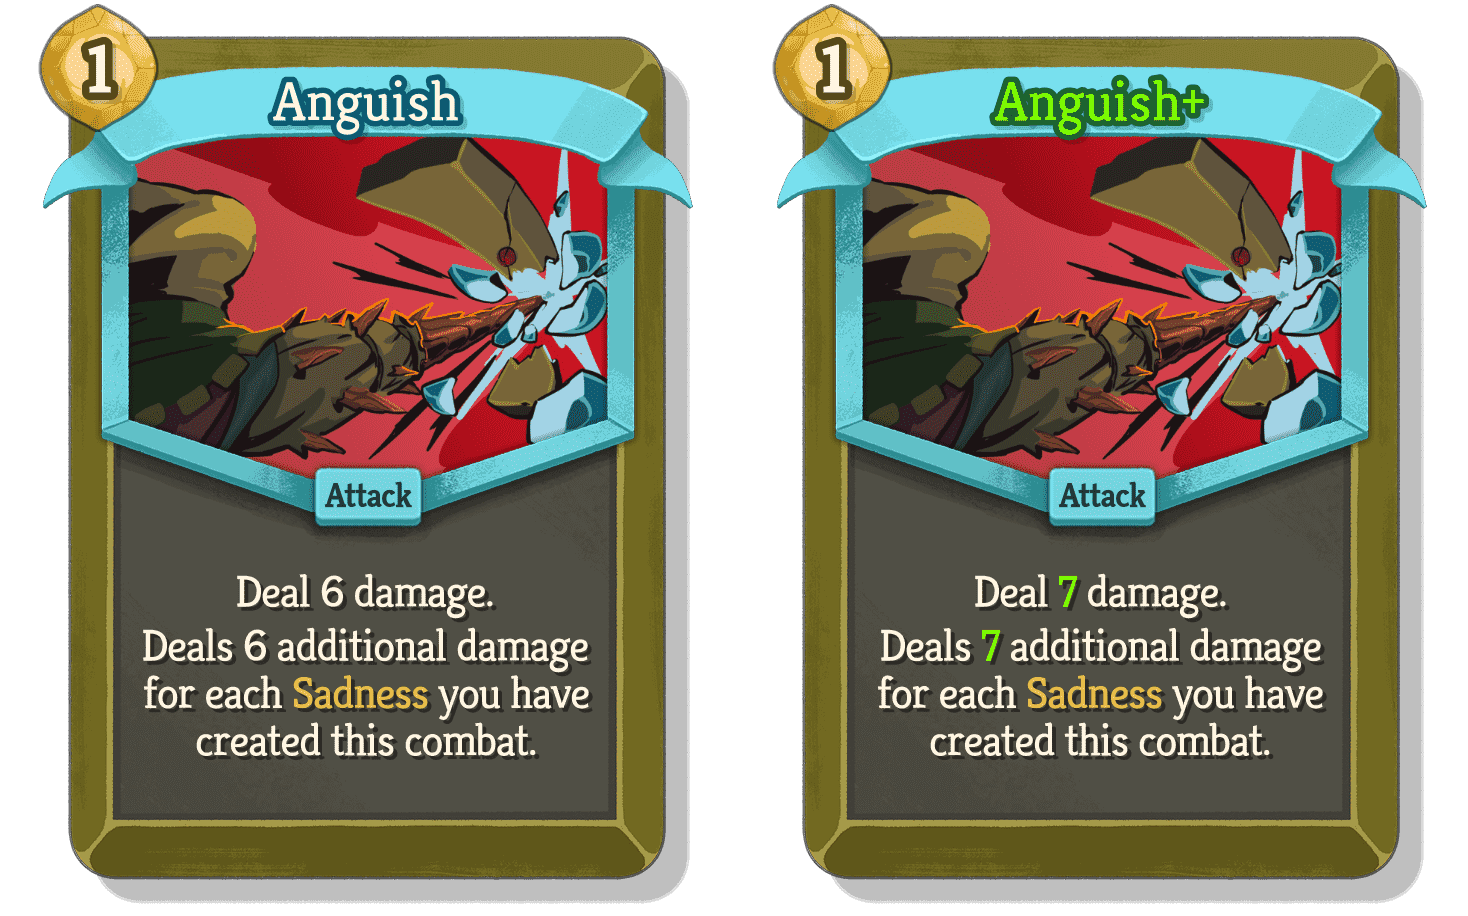 1
Anguish
Attack
Deal 6 damage.
Deals 6 additional damage
for each Sadness you have
created this combat.
1
Anguish+
Attack
Deal 7 damage.
Deals 7 additional damage
for each Sadness you have
created this combat.